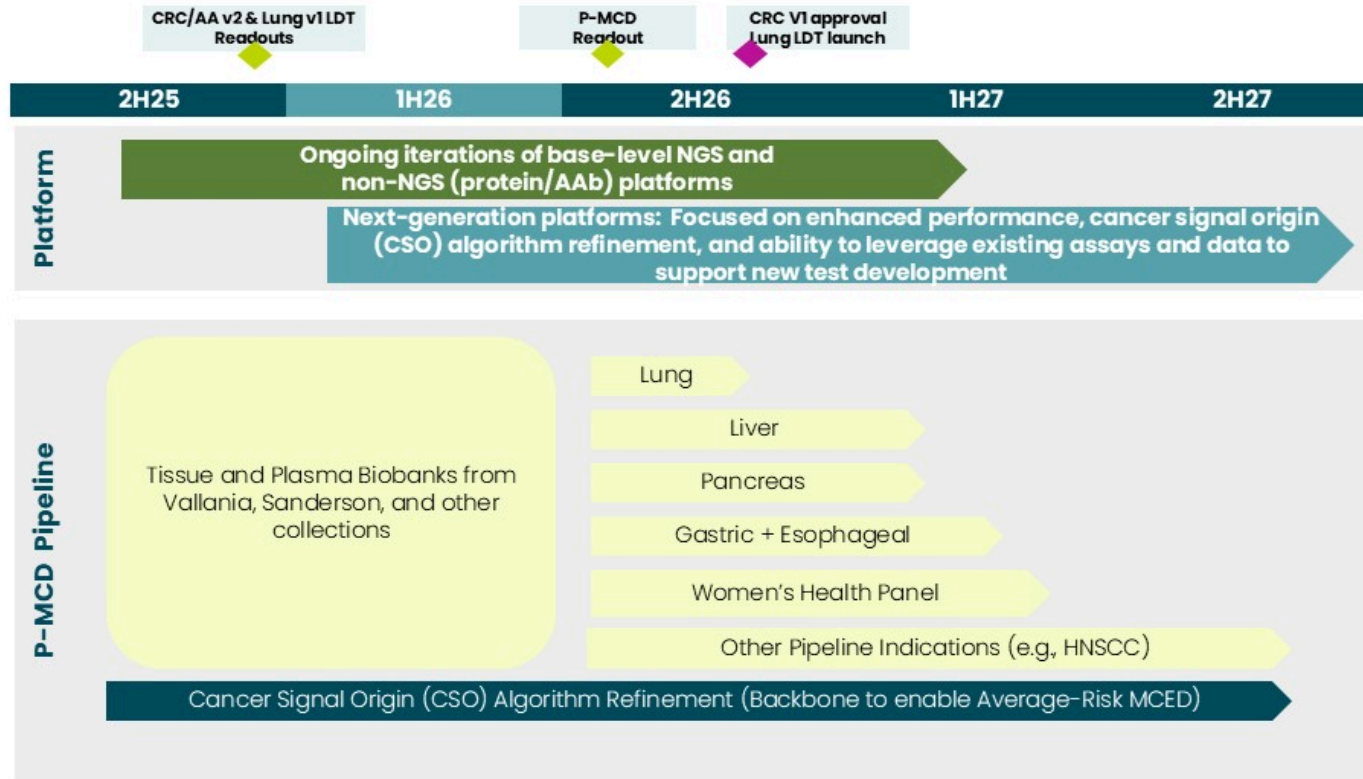 CRC/AA v2 & Lung v1 LDT
Readouts
P-MCD
Readout
CRC V1 approval
Lung LDT launch
2H25
1H26
2H26
1H27
2H27
Platform
Ongoing iterations of base-level NGS and
non-NGS (protein/AAb) platforms
Next-generation platforms: Focused on enhanced performance, cancer signal origin
(CSO) algorithm refinement, and ability to leverage existing assays and data to
support new test development
P-MCD Pipeline
Tissue and Plasma Biobanks from
Vallania, Sanderson, and other
collections
Lung
Liver
Pancreas
Gastric + Esophageal
Women's Health Panel
Other Pipeline Indications (e.g., HNSCC)
Cancer Signal Origin (CSO) Algorithm Refinement (Backbone to enable Average-Risk MCED)